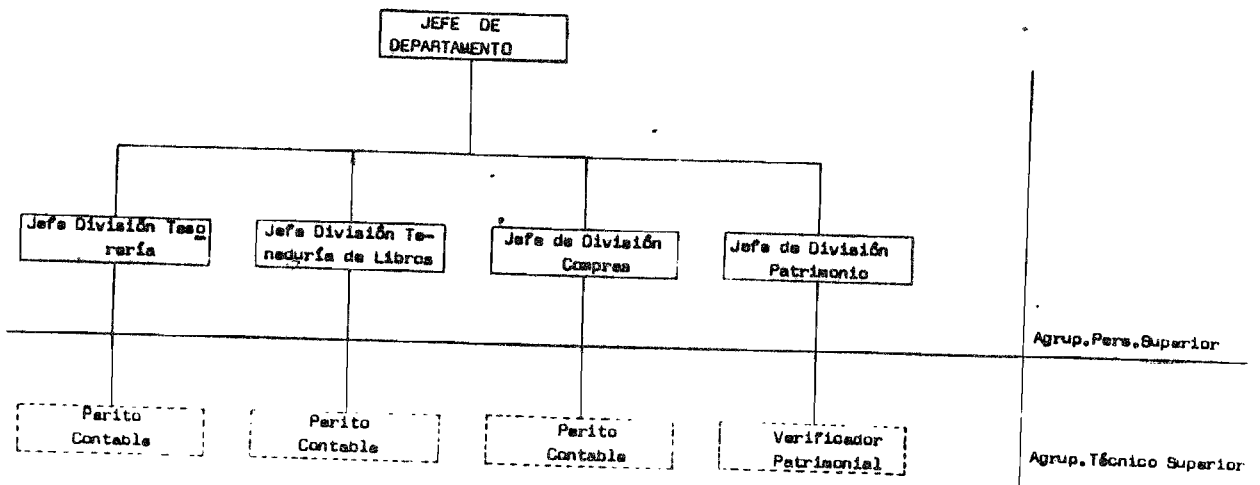 JEFE DE
DEPARTAMENTO
Jefe División Teso
rería
Jefe División Te-
neduría de Libros
Jefe de División
Compras
Jefe de División
Patrimonio
Agrup.Pers.Superior
Perito
Contable
Perito
Contable
Perito
Contable
Verificador
Patrimonial
Agrup.Técnico Superior